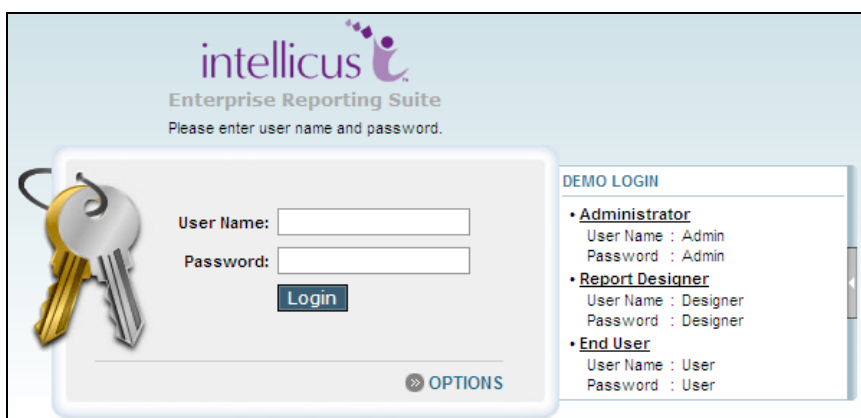 intellicus
Enterprise Reporting Suite
Please enter user name and password.
User Name:
Password:
Login
OPTIONS
DEMO LOGIN
• Administrator
User Name : Admin
Password : Admin
• Report Designer
User Name : Designer
Password : Designer
• End User
User Name : User
Password : User